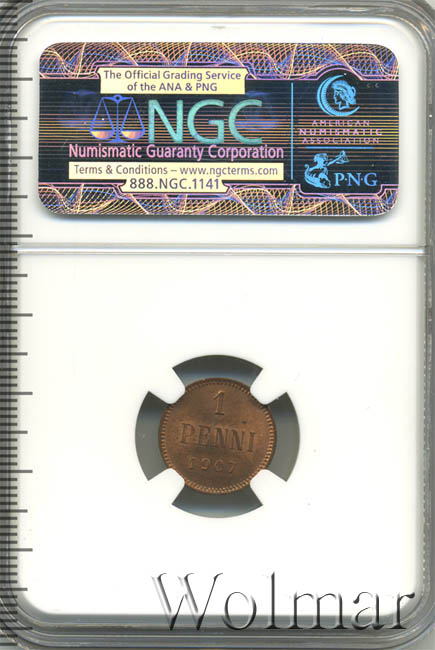 The Official Grading Service
of the ANA & PNG
NGC
Numismatic Guaranty Corporation
Terms & Conditions – www.ngcterms.com
888.NGC.1141
AMERICAN
NUMISMATIC
ASSOCIATION
P·N·G
1
PENNI
1907
Wolmar